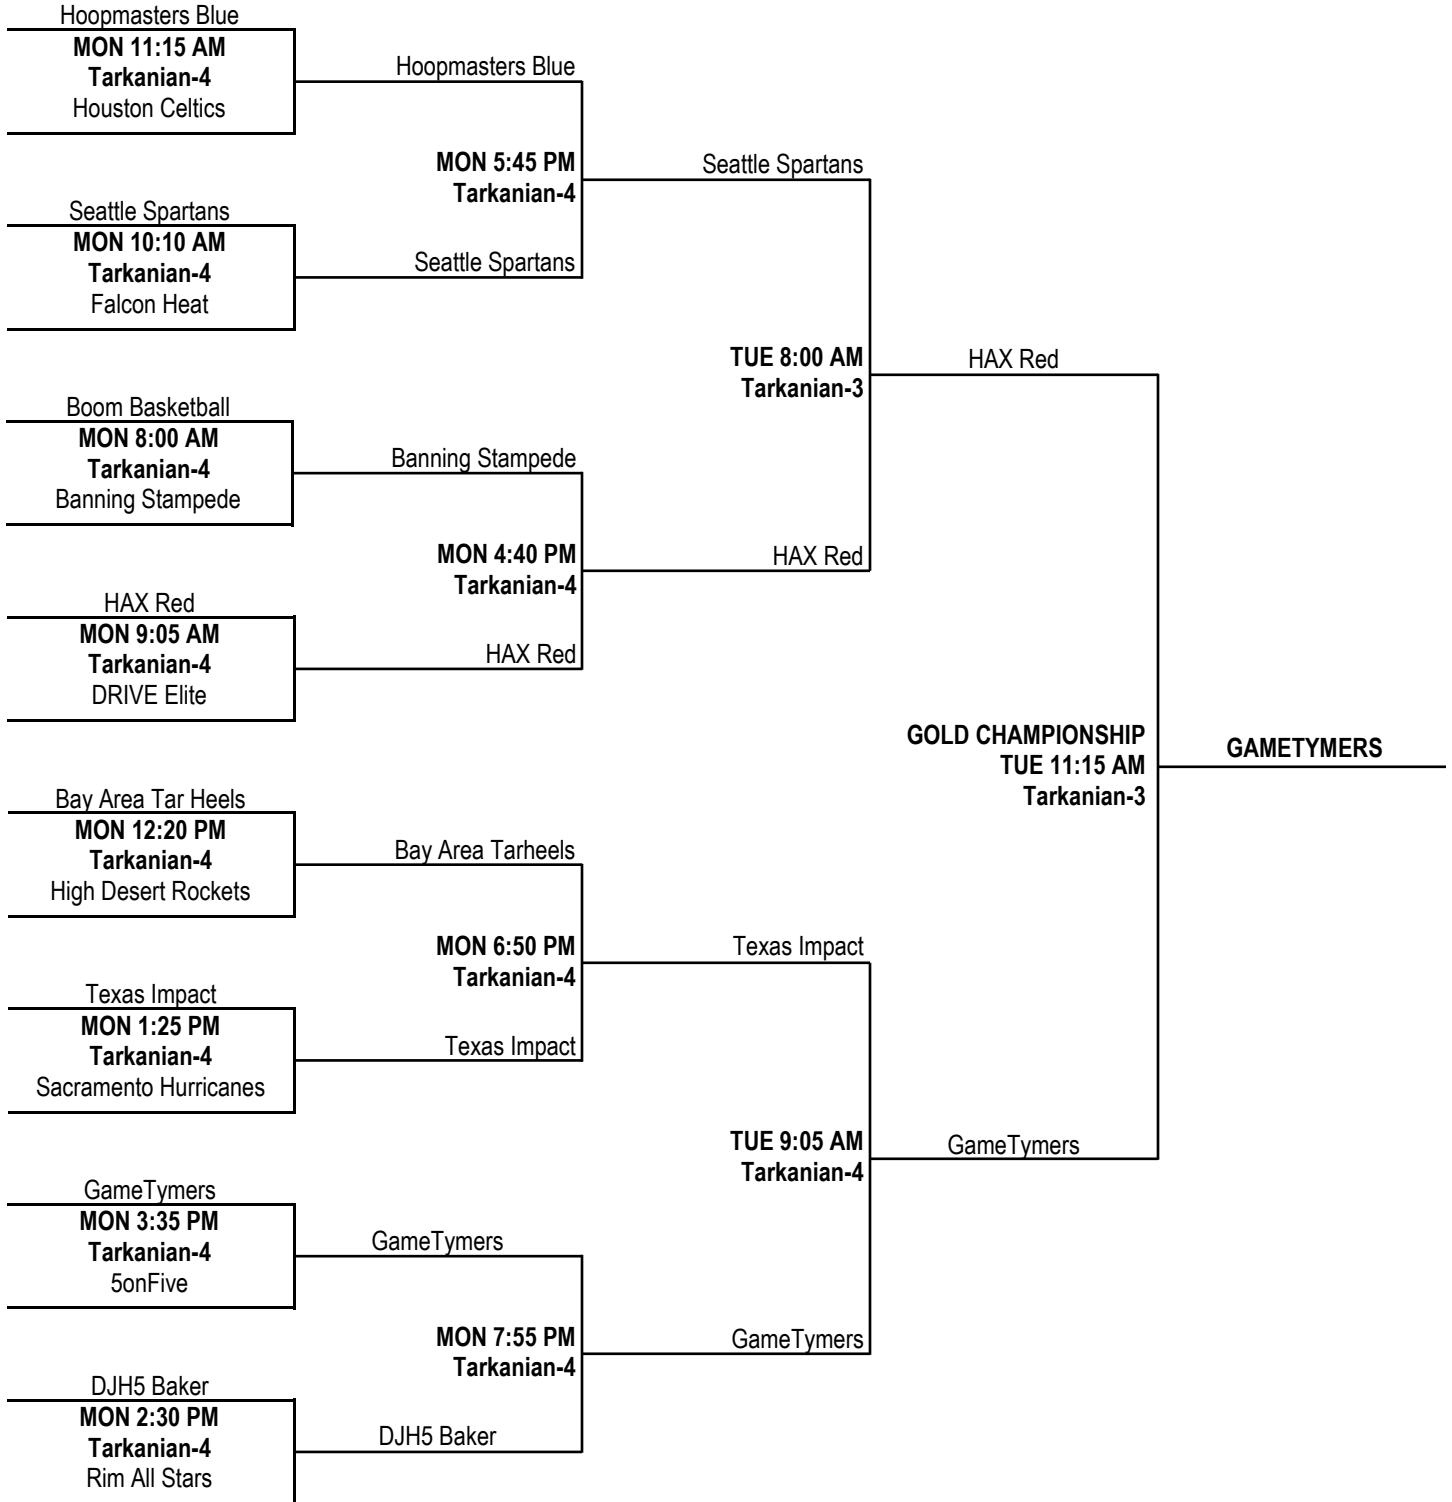 Hoopmasters Blue
MON 11:15 AM
Tarkanian-4
Houston Celtics
Hoopmasters Blue
MON 5:45 PM
Tarkanian-4
Seattle Spartans
Seattle Spartans
MON 10:10 AM
Tarkanian-4
Falcon Heat
Seattle Spartans
TUE 8:00 AM
Tarkanian-3
HAX Red
Boom Basketball
MON 8:00 AM
Tarkanian-4
Banning Stampede
Banning Stampede
MON 4:40 PM
Tarkanian-4
HAX Red
HAX Red
MON 9:05 AM
Tarkanian-4
DRIVE Elite
HAX Red
GOLD CHAMPIONSHIP
TUE 11:15 AM
Tarkanian-3
GAMETYMERS
Bay Area Tar Heels
MON 12:20 PM
Tarkanian-4
High Desert Rockets
Bay Area Tarheels
MON 6:50 PM
Tarkanian-4
Texas Impact
Texas Impact
MON 1:25 PM
Tarkanian-4
Sacramento Hurricanes
Texas Impact
TUE 9:05 AM
Tarkanian-4
GameTymers
GameTymers
MON 3:35 PM
Tarkanian-4
5onFive
GameTymers
MON 7:55 PM
Tarkanian-4
GameTymers
DJH5 Baker
MON 2:30 PM
Tarkanian-4
Rim All Stars
DJH5 Baker